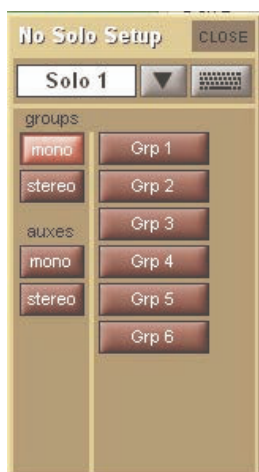 No Solo Setup CLOSE
Solo 1
groups
mono
stereo
auxes
mono
stereo
Grp 1
Grp 2
Grp 3
Grp 4
Grp 5
Grp 6